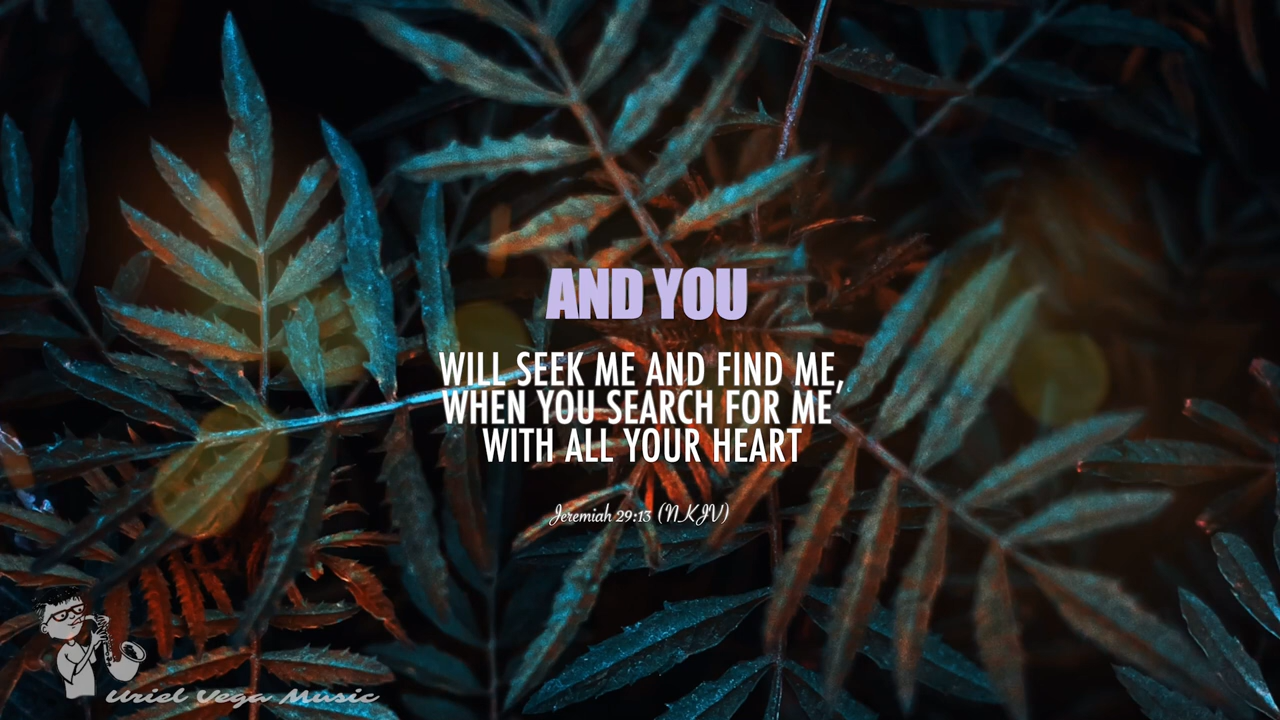 AND YOU
WILL SEEK ME AND FIND ME,
WHEN YOU SEARCH FOR ME
WITH ALL YOUR HEART
Jeremiah 29:13 (NKJV)
Uriel Vega Music